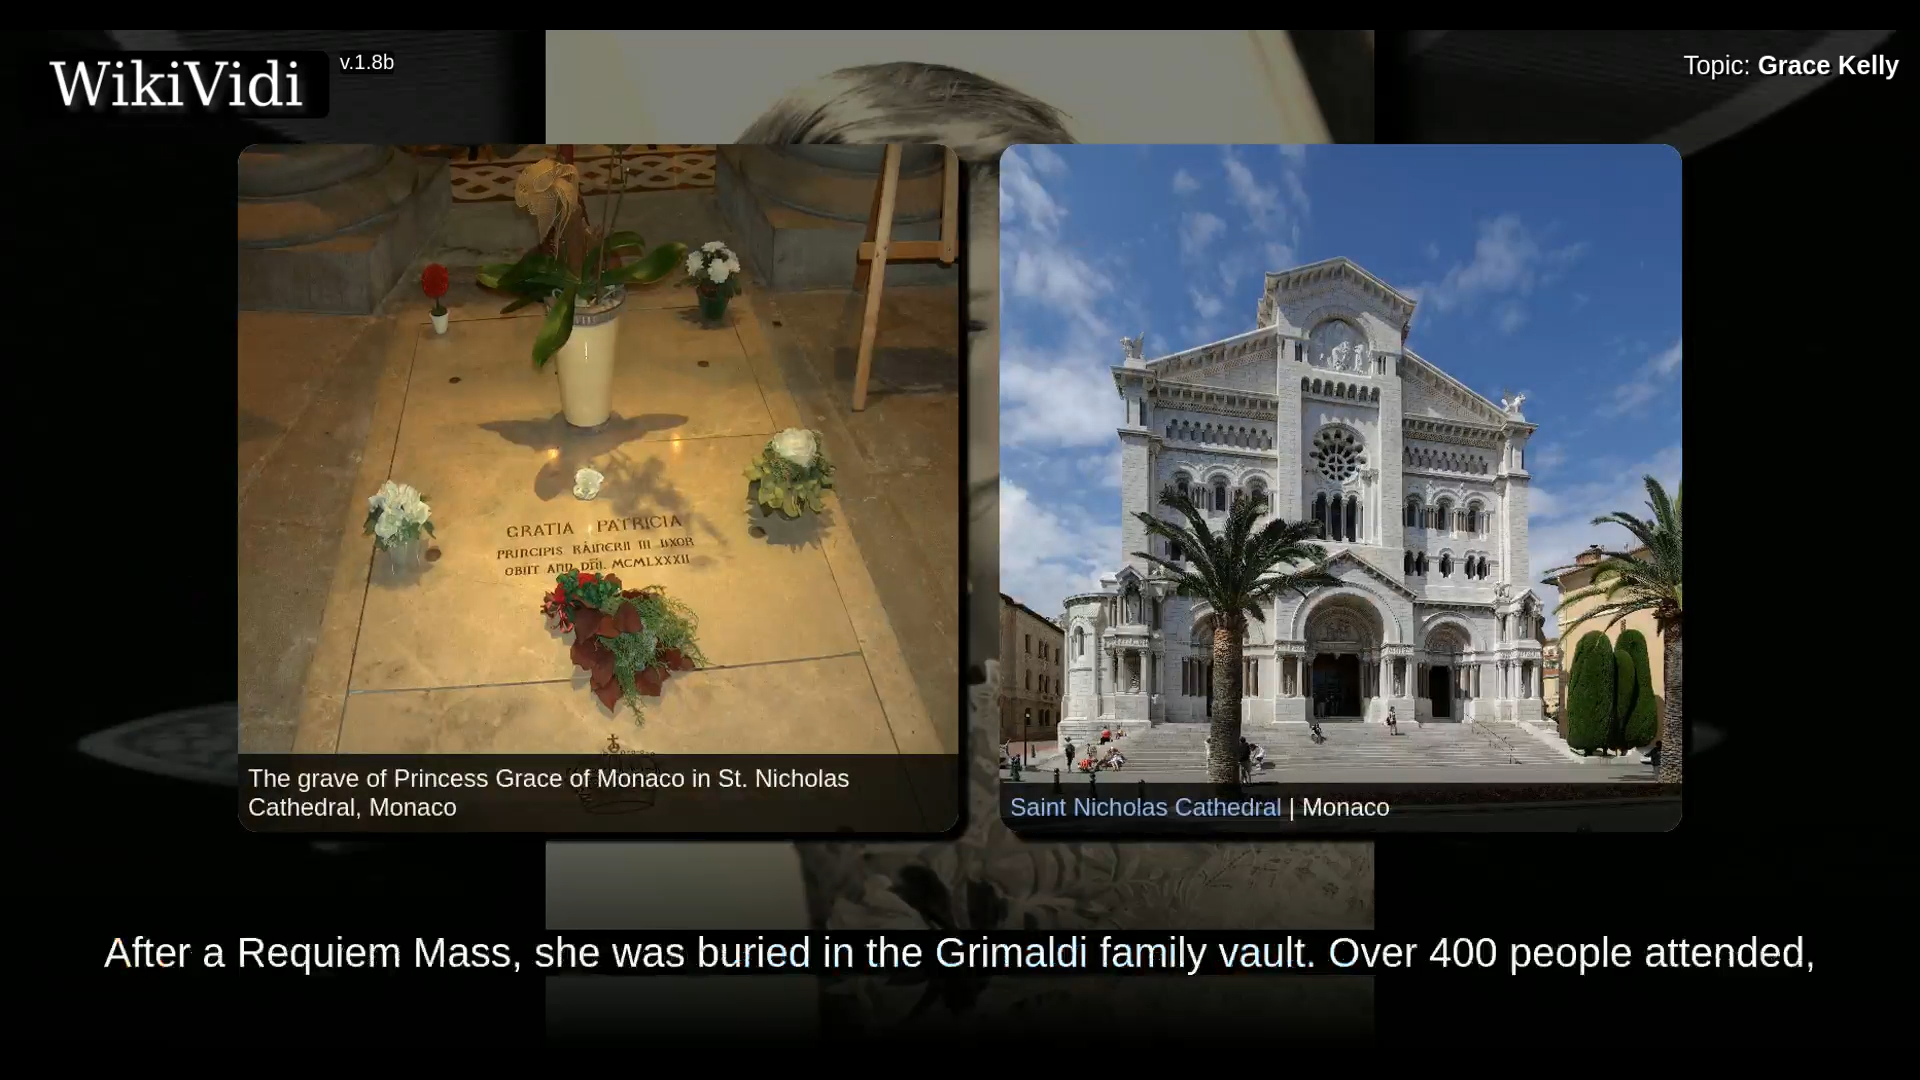 WikiVidi
v.1.8b
Topic: Grace Kelly
GRATIA PATRICIA
PRINCIPIS RAINERII III UXOR
OBIIT ANN. DNI. MCMLXXXII
The grave of Princess Grace of Monaco in St. Nicholas
Cathedral, Monaco
Saint Nicholas Cathedral | Monaco
After a Requiem Mass, she was buried in the Grimaldi family vault. Over 400 people attended,